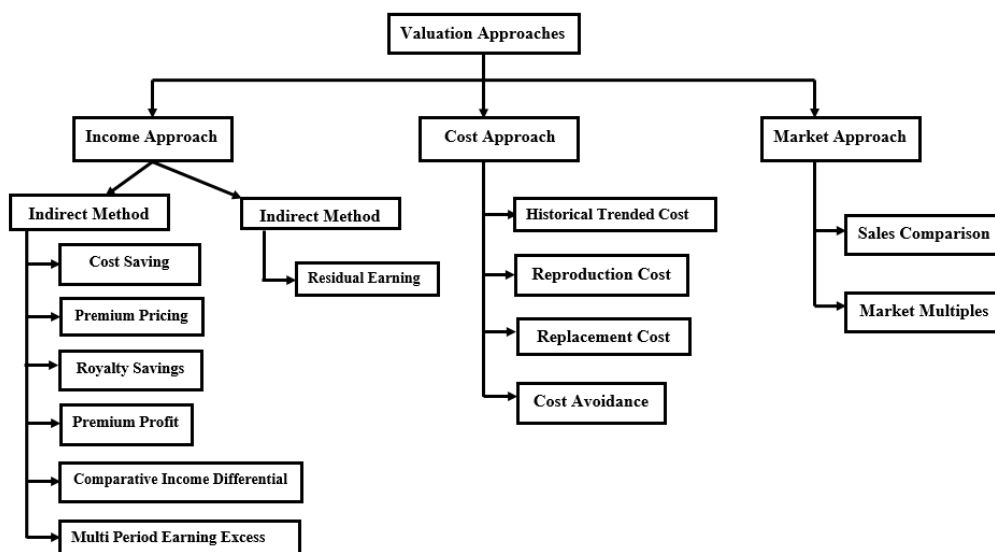 Valuation Approaches
Income Approach
Cost Approach
Market Approach
Indirect Method
Indirect Method
Cost Saving
Premium Pricing
Royalty Savings
Premium Profit
Comparative Income Differential
Multi Period Earning Excess
Residual Earning
Historical Trended Cost
Reproduction Cost
Replacement Cost
Cost Avoidance
Sales Comparison
Market Multiples